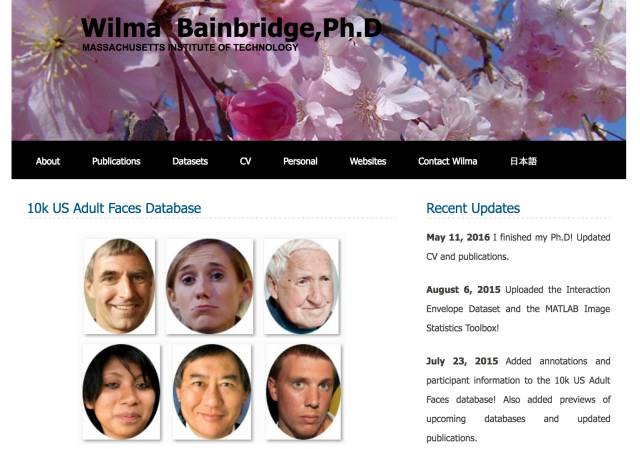 Wilma Bainbridge,Ph.D
MASSACHUSETTS INSTITUTE OF TECHNOLOGY
About Publications Datasets CV Personal Websites Contact Wilma 日本語
10k US Adult Faces Database
Recent Updates
May 11, 2016 I finished my Ph.D! Updated
CV and publications.
August 6, 2015 Uploaded the Interaction
Envelope Dataset and the MATLAB Image
Statistics Toolbox!
July 23, 2015 Added annotations and
participant information to the 10k US Adult
Faces database! Also added previews of
upcoming databases and updated
publications.